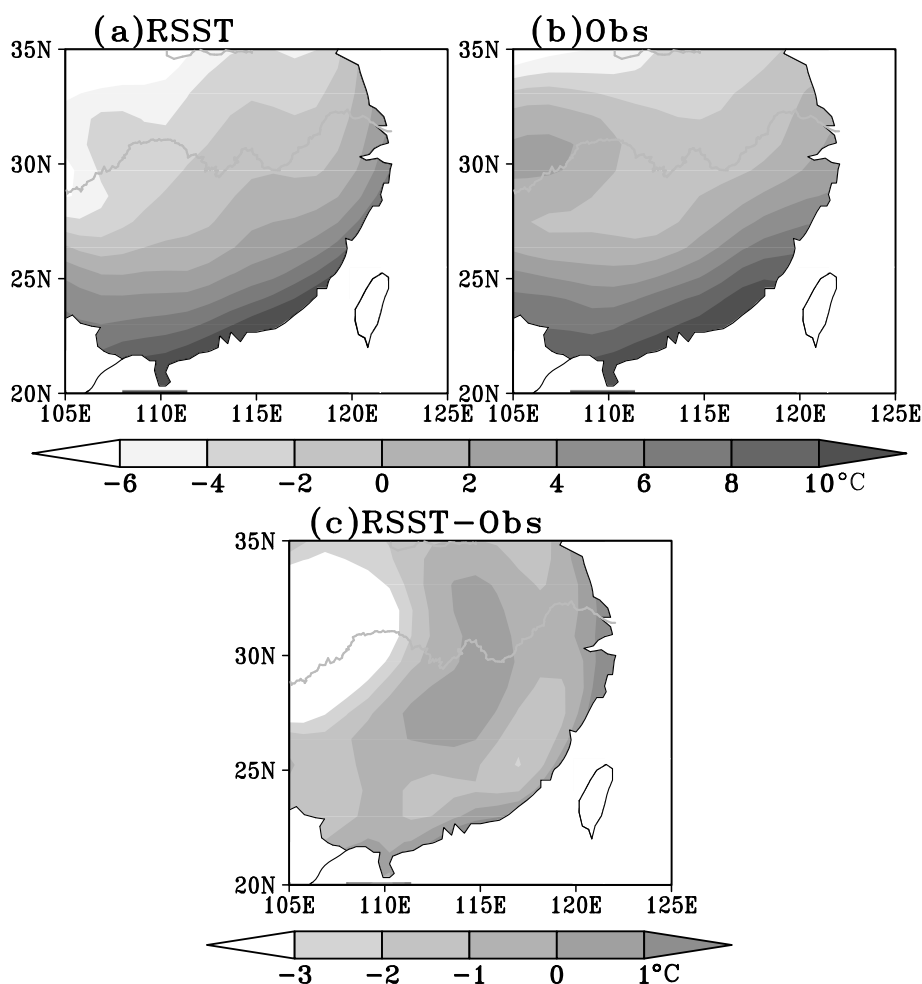 (a)RSST (b)Obs
35N
30N
25N
20N
105E 110E 115E 120E 125E
35N
30N
25N
20N
105E 110E 115E 120E 125E
−6 −4 −2 0 2 4 6 8 10°C
(c)RSST−Obs
35N
30N
25N
20N
105E 110E 115E 120E 125E
−3 −2 −1 0 1°C